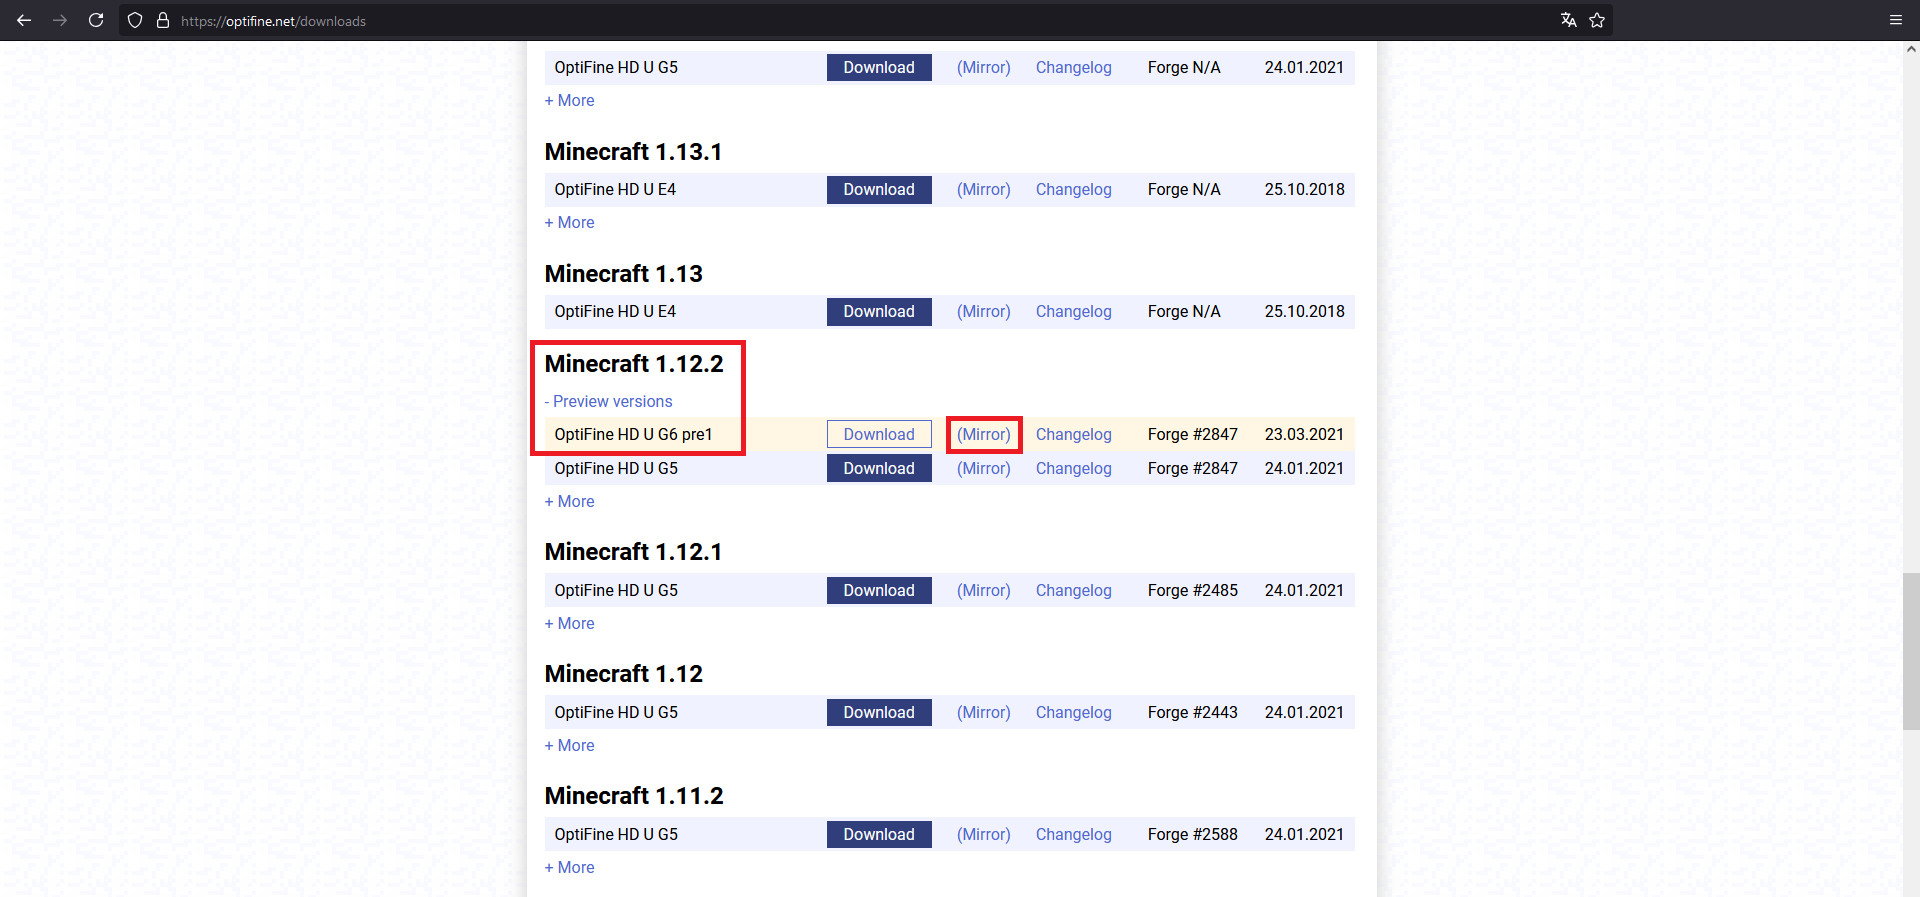 https://optifine.net/downloads
OptiFine HD U G5 Download (Mirror) Changelog Forge N/A 24.01.2021
+ More
Minecraft 1.13.1
OptiFine HD U E4 Download (Mirror) Changelog Forge N/A 25.10.2018
+ More
Minecraft 1.13
OptiFine HD U E4 Download (Mirror) Changelog Forge N/A 25.10.2018
Minecraft 1.12.2
- Preview versions
OptiFine HD U G6 pre1 Download (Mirror) Changelog Forge #2847 23.03.2021
OptiFine HD U G5 Download (Mirror) Changelog Forge #2847 24.01.2021
+ More
Minecraft 1.12.1
OptiFine HD U G5 Download (Mirror) Changelog Forge #2485 24.01.2021
+ More
Minecraft 1.12
OptiFine HD U G5 Download (Mirror) Changelog Forge #2443 24.01.2021
+ More
Minecraft 1.11.2
OptiFine HD U G5 Download (Mirror) Changelog Forge #2588 24.01.2021
+ More